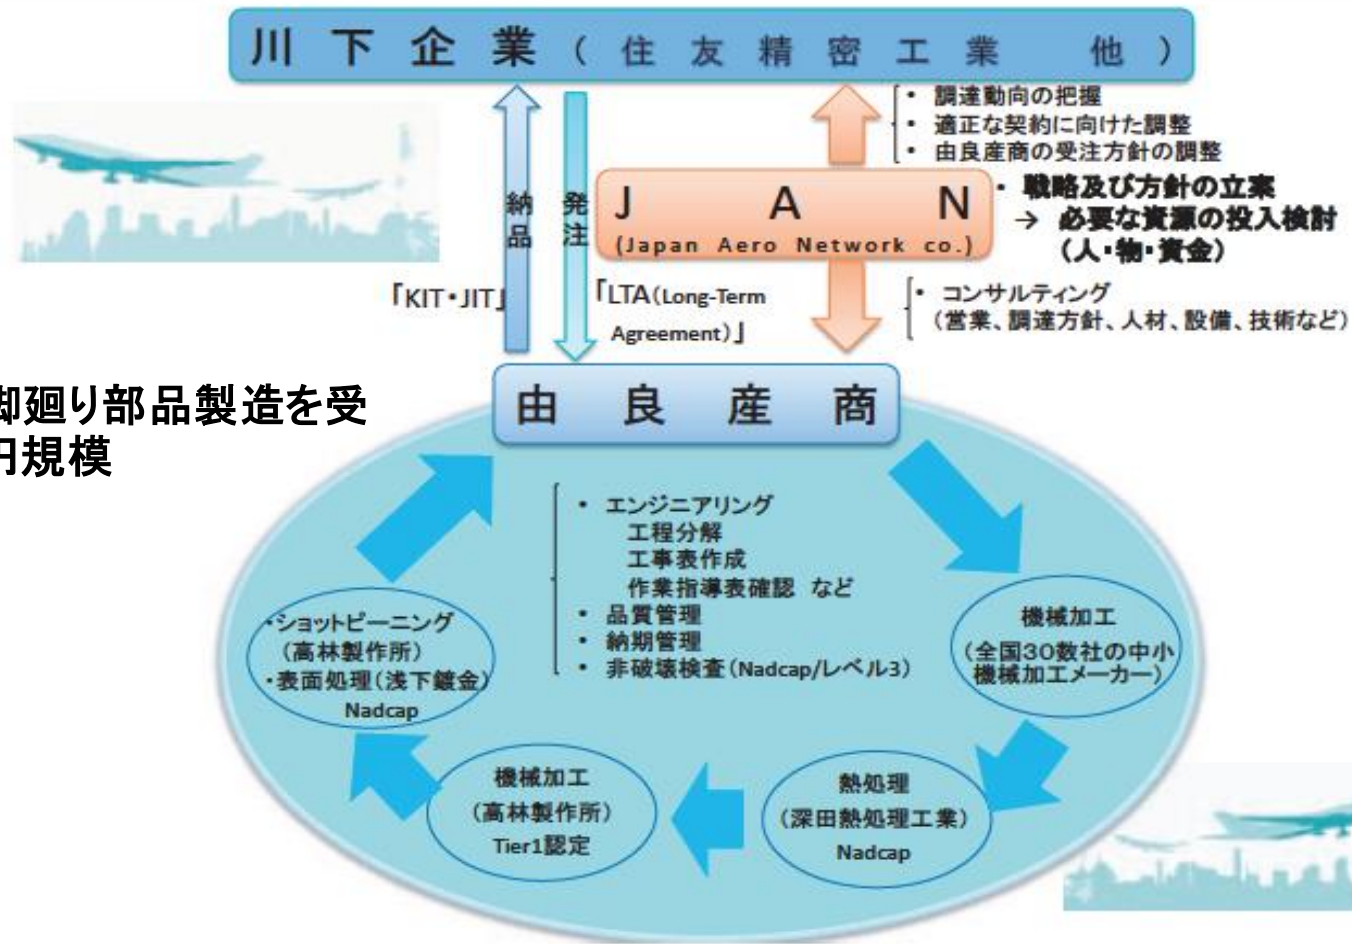 川下企業(住友精密工業 他)
・ 調達動向の把握
・ 適正な契約に向けた調整
・ 由良産商の受注方針の調整
納品
発注
JAN
(Japan Aero Network co.)
・ 戦略及び方針の立案
→ 必要な資源の投入検討
(人・物・資金)
「KIT・JIT」
「LTA(Long-Term
Agreement)」
・ コンサルティング
(営業、調達方針、人材、設備、技術など)
脚廻り部品製造を受
円規模
由良産商
・ エンジニアリング
工程分解
工事表作成
作業指導表確認 など
・ 品質管理
・ 納期管理
・ 非破壊検査(Nadcap/レベル3)
機械加工
(全国30数社の中小
機械加工メーカー)
熱処理
(深田熱処理工業)
Nadcap
機械加工
(高林製作所)
Tier1認定
・ショットピーニング
(高林製作所)
・表面処理(浅下鍍金)
Nadcap